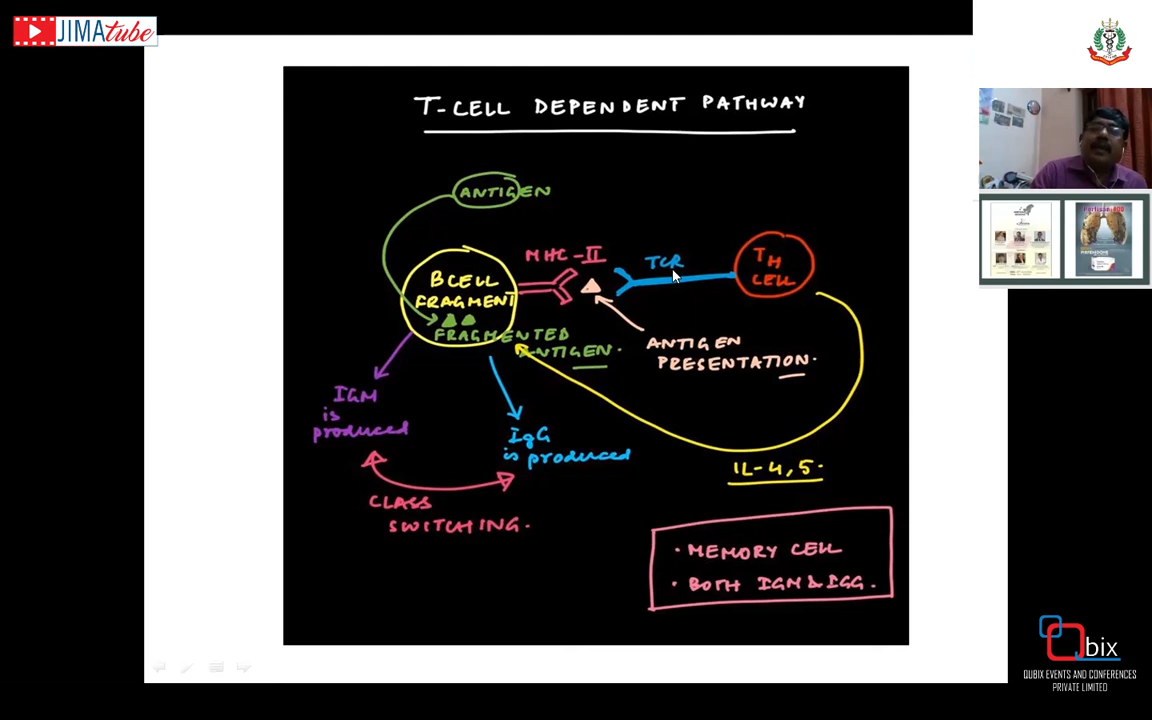 JIMAtube
T-CELL DEPENDENT PATHWAY
ANTIGEN
MHC-II
TCR
TH
CELL
B CELL
FRAGMENT
FRAGMENTED
ANTIGEN.
ANTIGEN
PRESENTATION.
IGM
is
produced
IgG
is produced
IL-4,5.
CLASS
SWITCHING.
· MEMORY CELL
· BOTH IGM & IGG.
Qbix
QUBIX EVENTS AND CONFERENCES
PRIVATE LIMITED